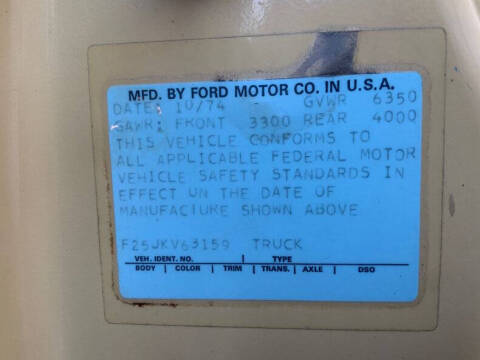 MFD. BY FORD MOTOR CO. IN U.S.A.
DATE: 10/74 GVWR 6350
GAWR: FRONT 3300 REAR 4000
THIS VEHICLE CONFORMS TO
ALL APPLICABLE FEDERAL MOTOR
VEHICLE SAFETY STANDARDS IN
EFFECT ON THE DATE OF
MANUFACTURE SHOWN ABOVE
F25JKV63159 TRUCK
VEH. IDENT. NO. TYPE
BODY COLOR TRIM TRANS. AXLE DSO